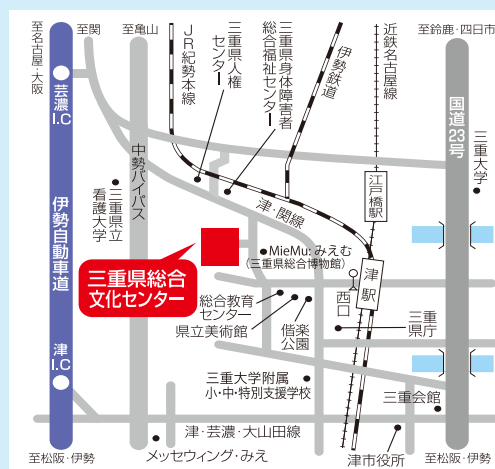 至名古屋・大阪
至関
至亀山
至鈴鹿・四日市
芸濃
I.C
伊勢自動車道
津
I.C
至松阪・伊勢
中勢バイパス
三重県立
看護大学
JR紀勢本線
三重県人権
センター
三重県身体障害者
総合福祉センター
伊勢鉄道
近鉄名古屋線
国道23号
三重大学
江戸橋駅
津・関線
MieMu:みえむ
(三重県総合博物館)
三重県総合
文化センター
津駅
西口
総合教育
センター
県立美術館
偕楽
公園
三重
県庁
三重大学附属
小・中・特別支援学校
三重会館
津・芸濃・大山田線
メッセウィング・みえ
津市役所
至松阪・伊勢